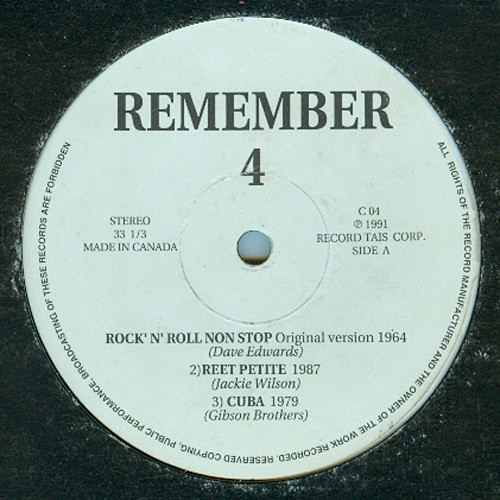 REMEMBER
4
STEREO
33 1/3
MADE IN CANADA
C 04
℗ 1991
RECORD TAIS CORP.
SIDE A
ROCK' N' ROLL NON STOP Original version 1964
(Dave Edwards)
2)REET PETITE 1987
(Jackie Wilson)
3) CUBA 1979
(Gibson Brothers)
ALL RIGHTS OF THE RECORD MANUFACTURER AND THE OWNER OF THE WORK RECORDED. RESERVED COPYING, PUBLIC PERFORMANCE, BROADCASTING OF THESE RECORDS ARE FORBIDDEN